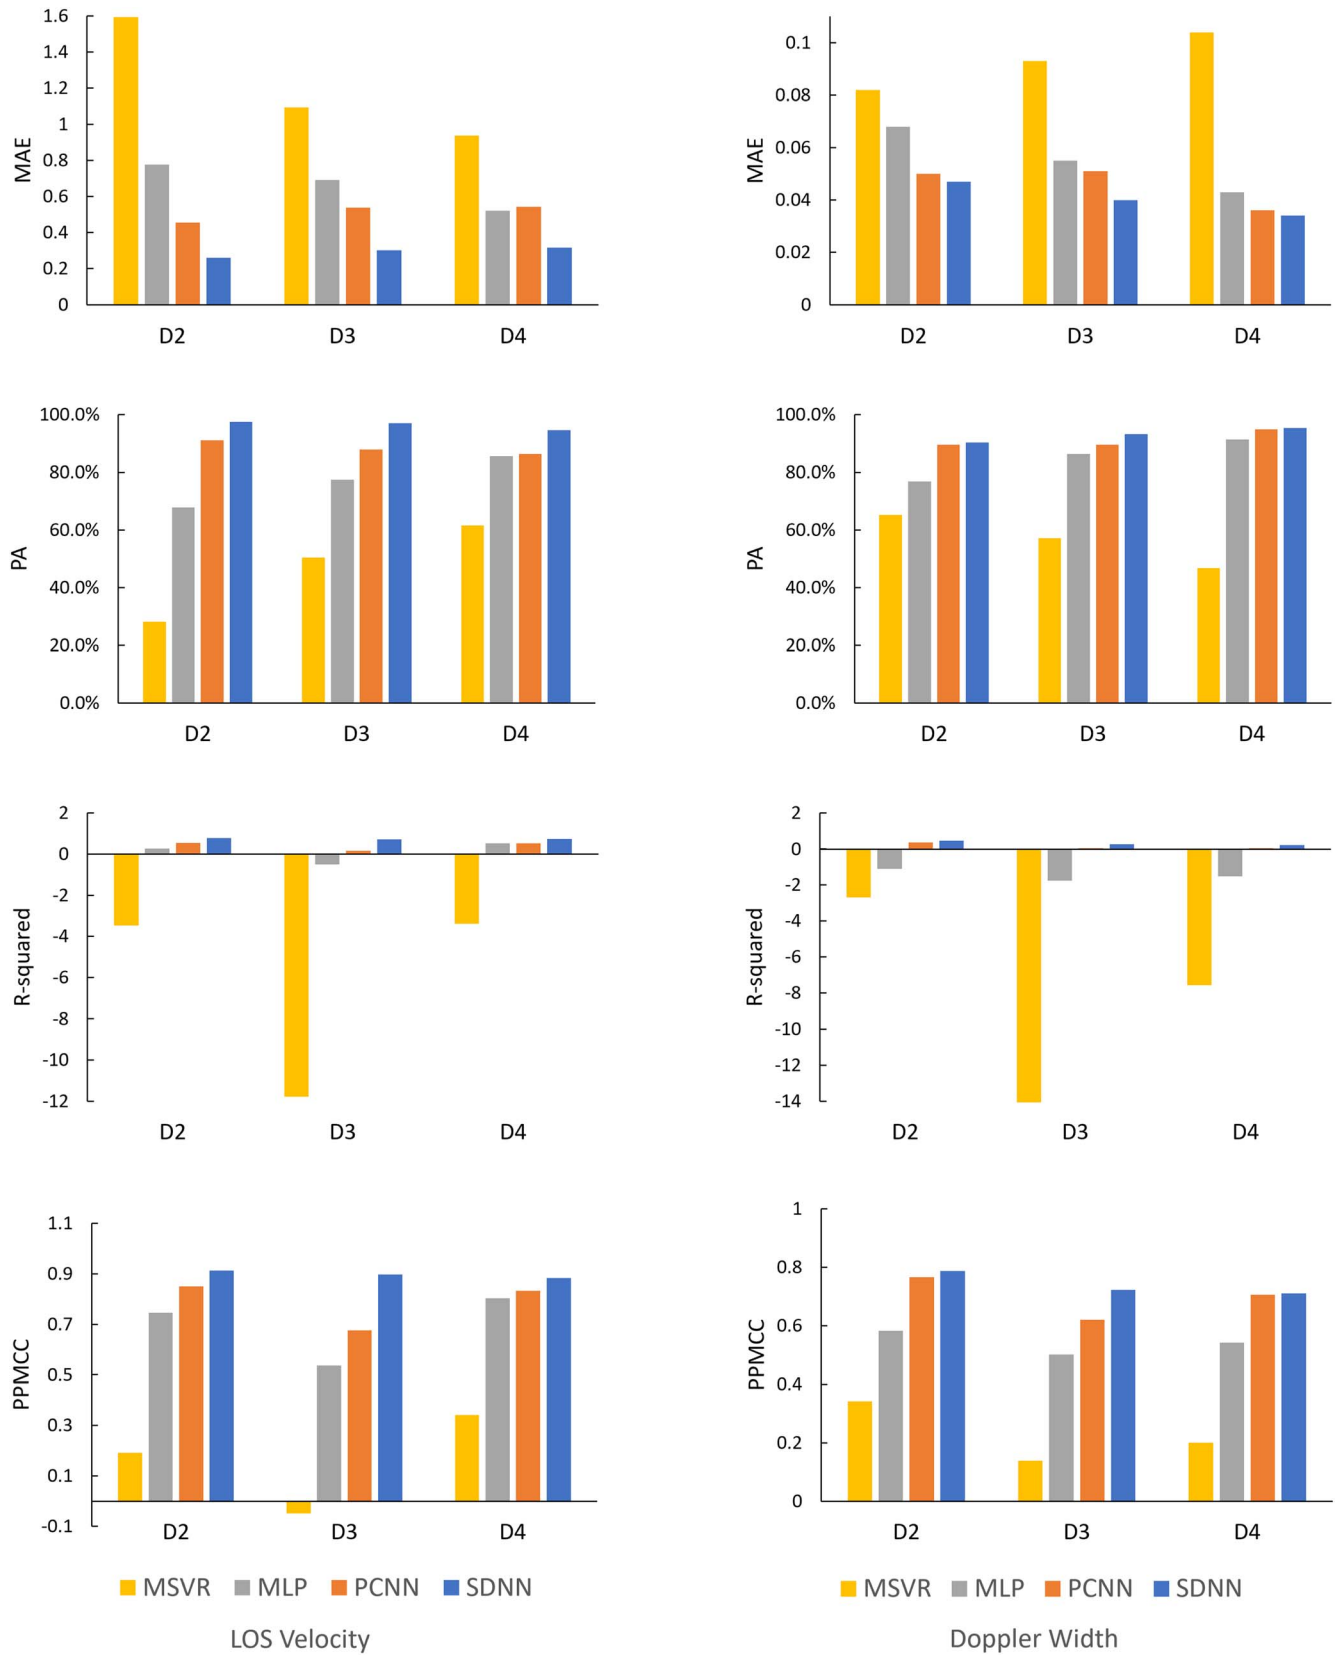 1.6
1.4
1.2
1
0.8
0.6
0.4
0.2
0
MAE
D2 D3 D4
0.1
0.08
0.06
0.04
0.02
0
MAE
D2 D3 D4
100.0%
80.0%
60.0%
40.0%
20.0%
0.0%
PA
D2 D3 D4
100.0%
80.0%
60.0%
40.0%
20.0%
0.0%
PA
D2 D3 D4
2
0
-2
-4
-6
-8
-10
-12
R-squared
D2 D3 D4
2
0
-2
-4
-6
-8
-10
-12
-14
R-squared
D2 D3 D4
1.1
0.9
0.7
0.5
0.3
0.1
-0.1
PPMCC
D2 D3 D4
1
0.8
0.6
0.4
0.2
0
PPMCC
D2 D3 D4
MSVR MLP PCNN SDNN
LOS Velocity
MSVR MLP PCNN SDNN
Doppler Width